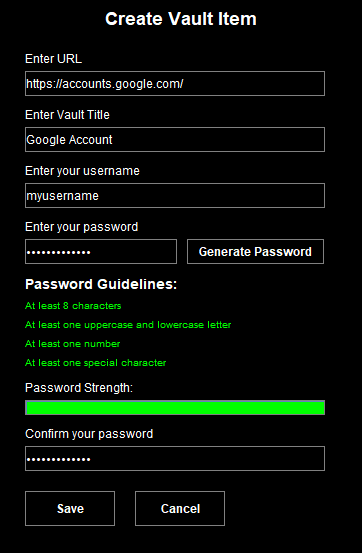 Create Vault Item
Enter URL
https://accounts.google.com/
Enter Vault Title
Google Account
Enter your username
myusername
Enter your password
•••••••••••••
Generate Password
Password Guidelines:
At least 8 characters
At least one uppercase and lowercase letter
At least one number
At least one special character
Password Strength:
Confirm your password
•••••••••••••
Save
Cancel